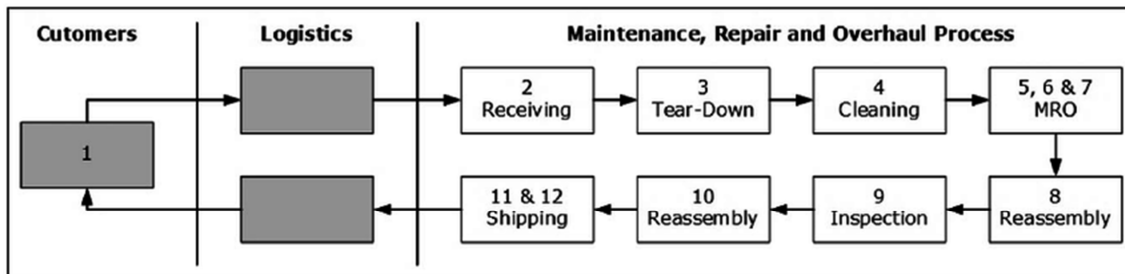 Cutomers
Logistics
Maintenance, Repair and Overhaul Process
1
2
Receiving
3
Tear-Down
4
Cleaning
5, 6 & 7
MRO
11 & 12
Shipping
10
Reassembly
9
Inspection
8
Reassembly